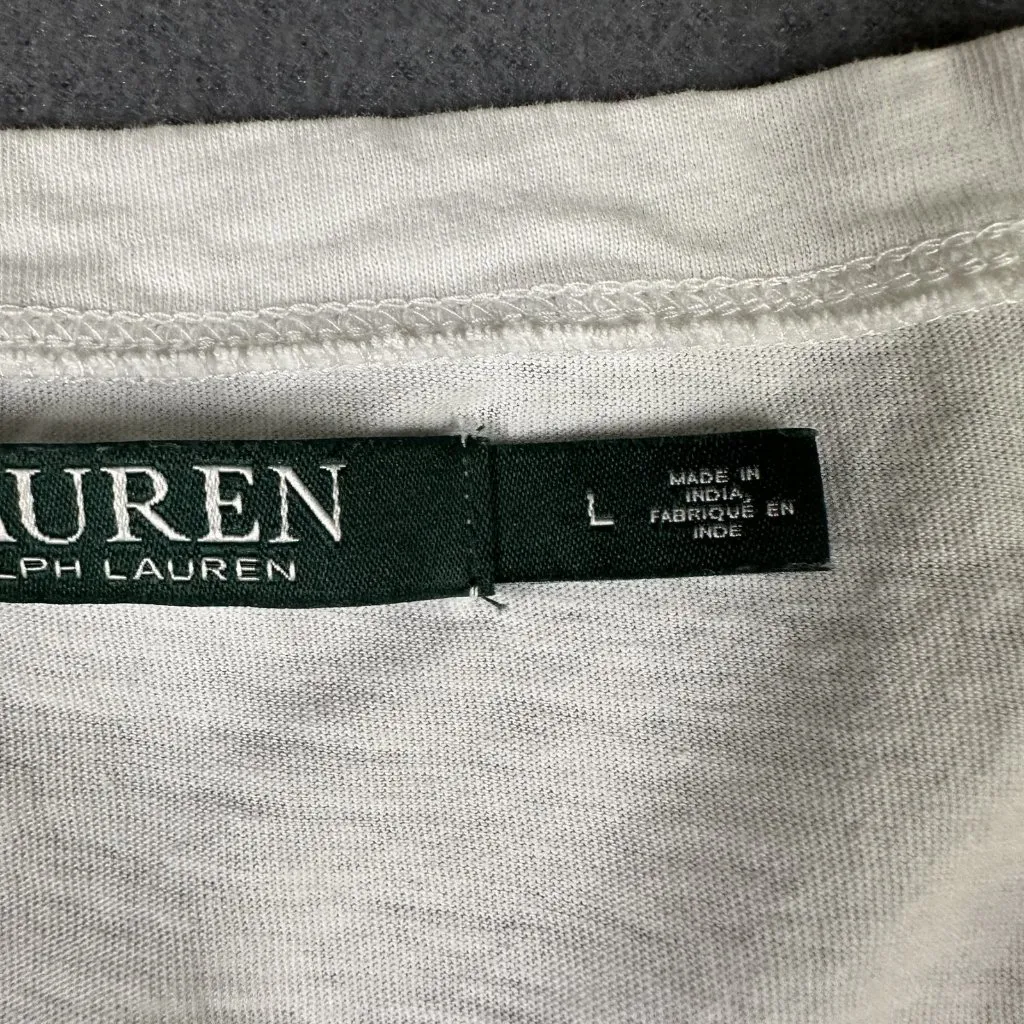 AUREN
LPH LAUREN
L
MADE IN
INDIA,
FABRIQUÉ EN
INDE